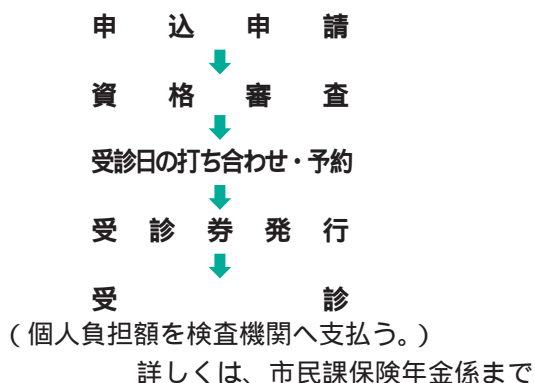 申込申請
資格審査
受診日の打ち合わせ・予約
受診券発行
受診
(個人負担額を検査機関へ支払う。)
詳しくは、市民課保険年金係まで